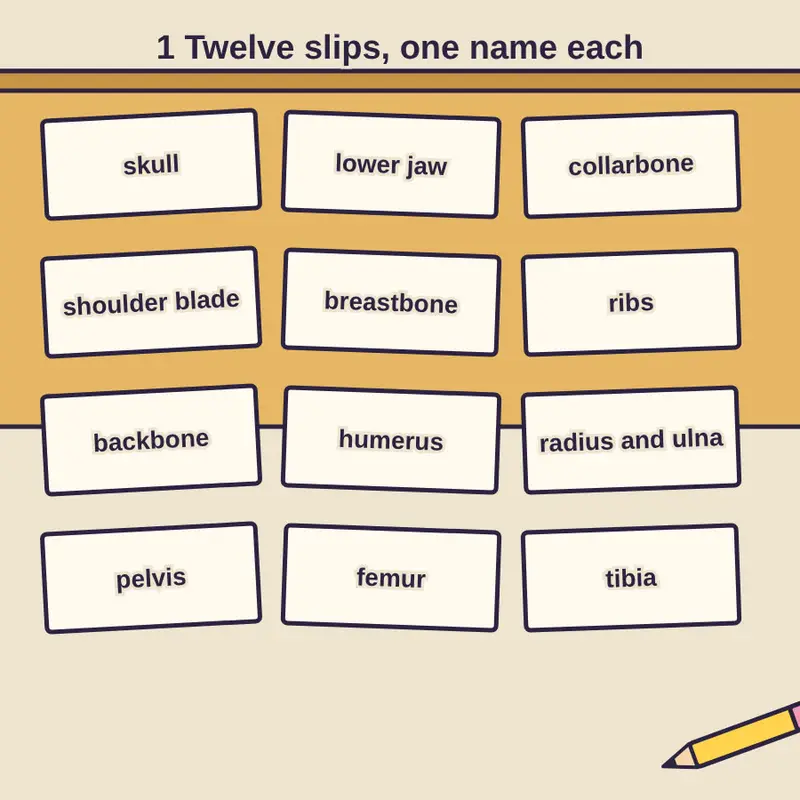 1 Twelve slips, one name each
skull
lower jaw
collarbone
shoulder blade
breastbone
ribs
backbone
humerus
radius and ulna
pelvis
femur
tibia